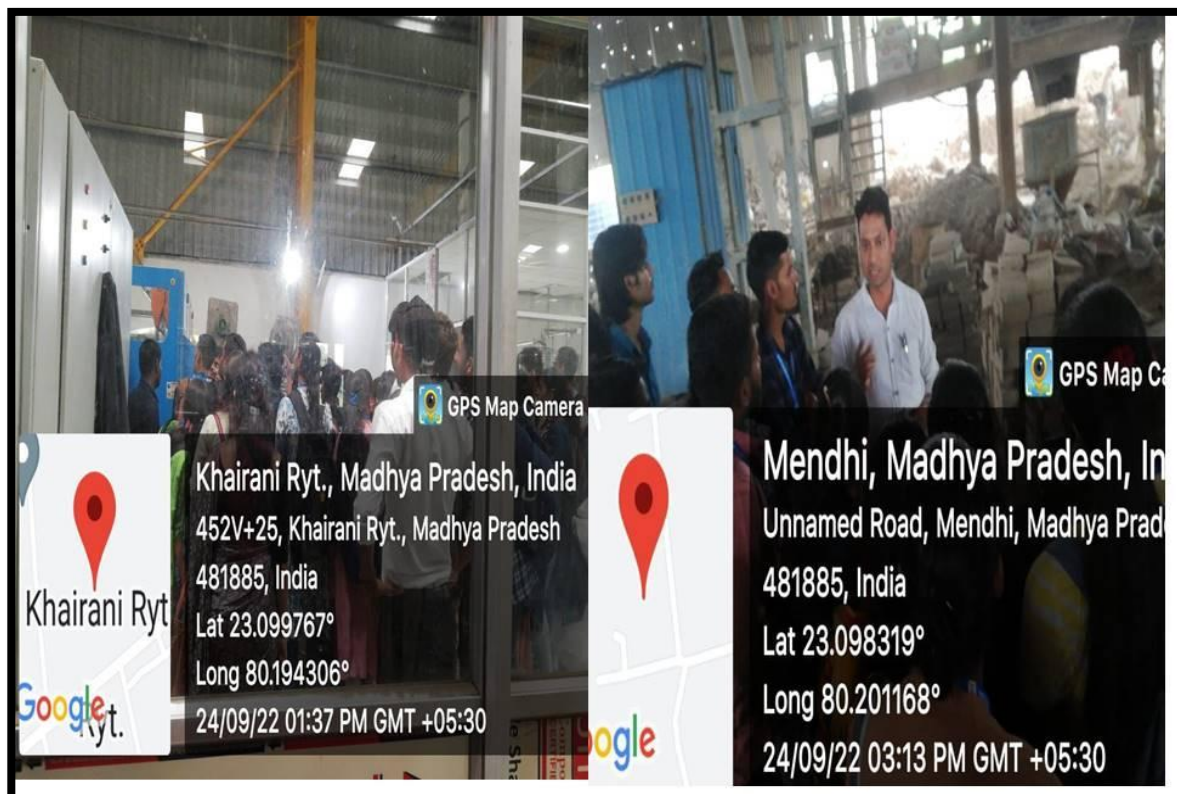 GPS Map Camera
Khairani Ryt., Madhya Pradesh, India
452V+25, Khairani Ryt., Madhya Pradesh
481885, India
Lat 23.099767°
Long 80.194306°
24/09/22 01:37 PM GMT +05:30
Khairani Ryt
Google
Ryt.
GPS Map Ca
Mendhi, Madhya Pradesh, In
Unnamed Road, Mendhi, Madhya Prad
481885, India
Lat 23.098319°
Long 80.201168°
24/09/22 03:13 PM GMT +05:30
ogle